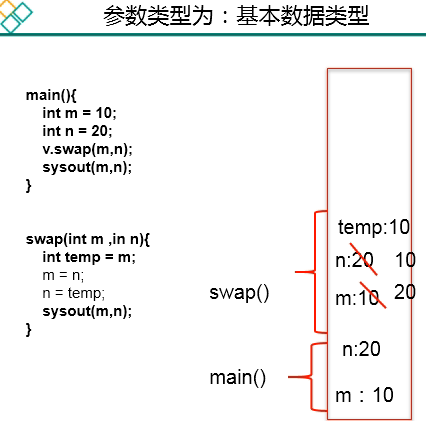 参数类型为：基本数据类型
main(){
int m = 10;
int n = 20;
v.swap(m,n);
sysout(m,n);
}
swap(int m ,in n){
int temp = m;
m = n;
n = temp;
sysout(m,n);
}
temp:10
n:20 10
m:10 20
swap()
n:20
main()
m：10